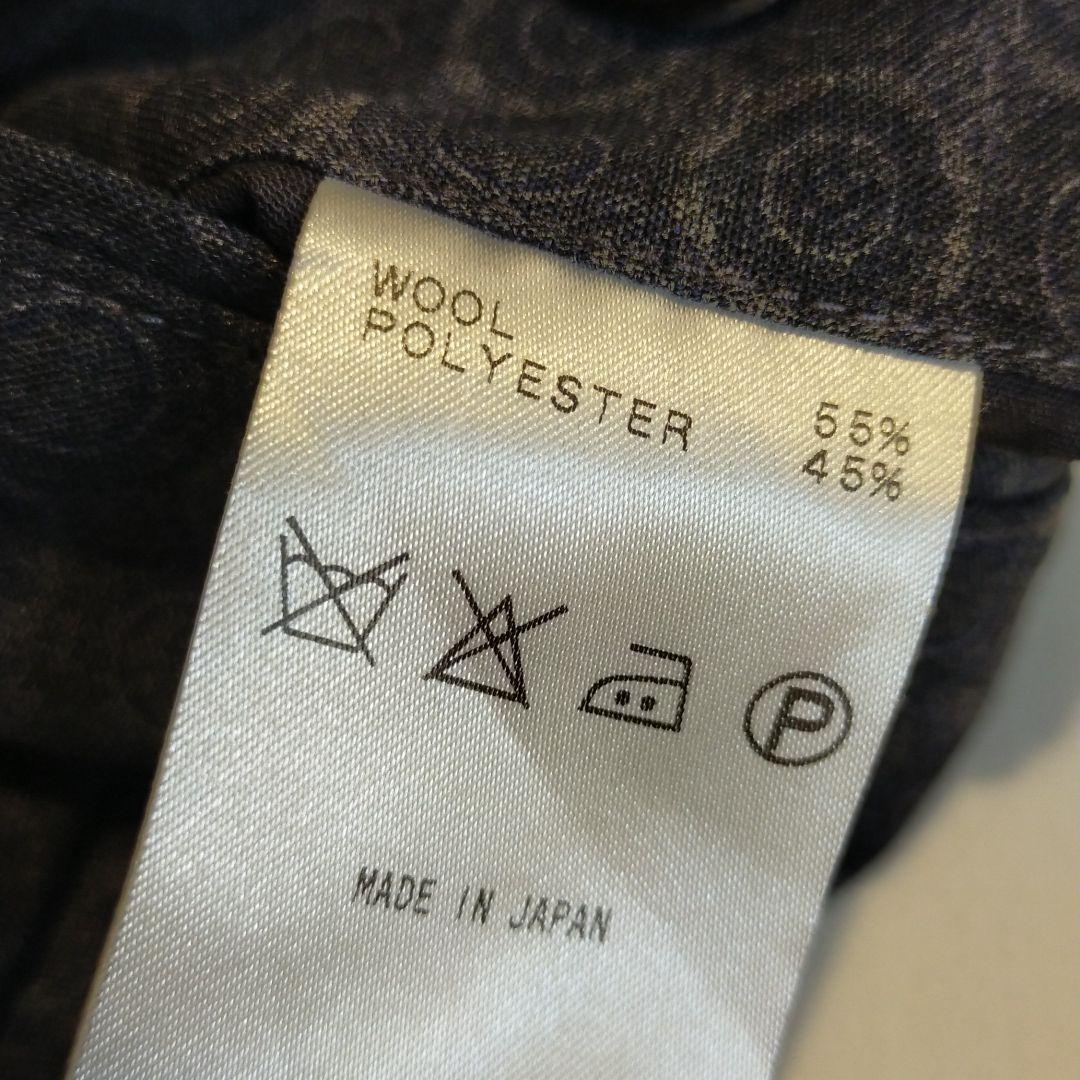 WOOL 55%
POLYESTER 45%
P
MADE IN JAPAN